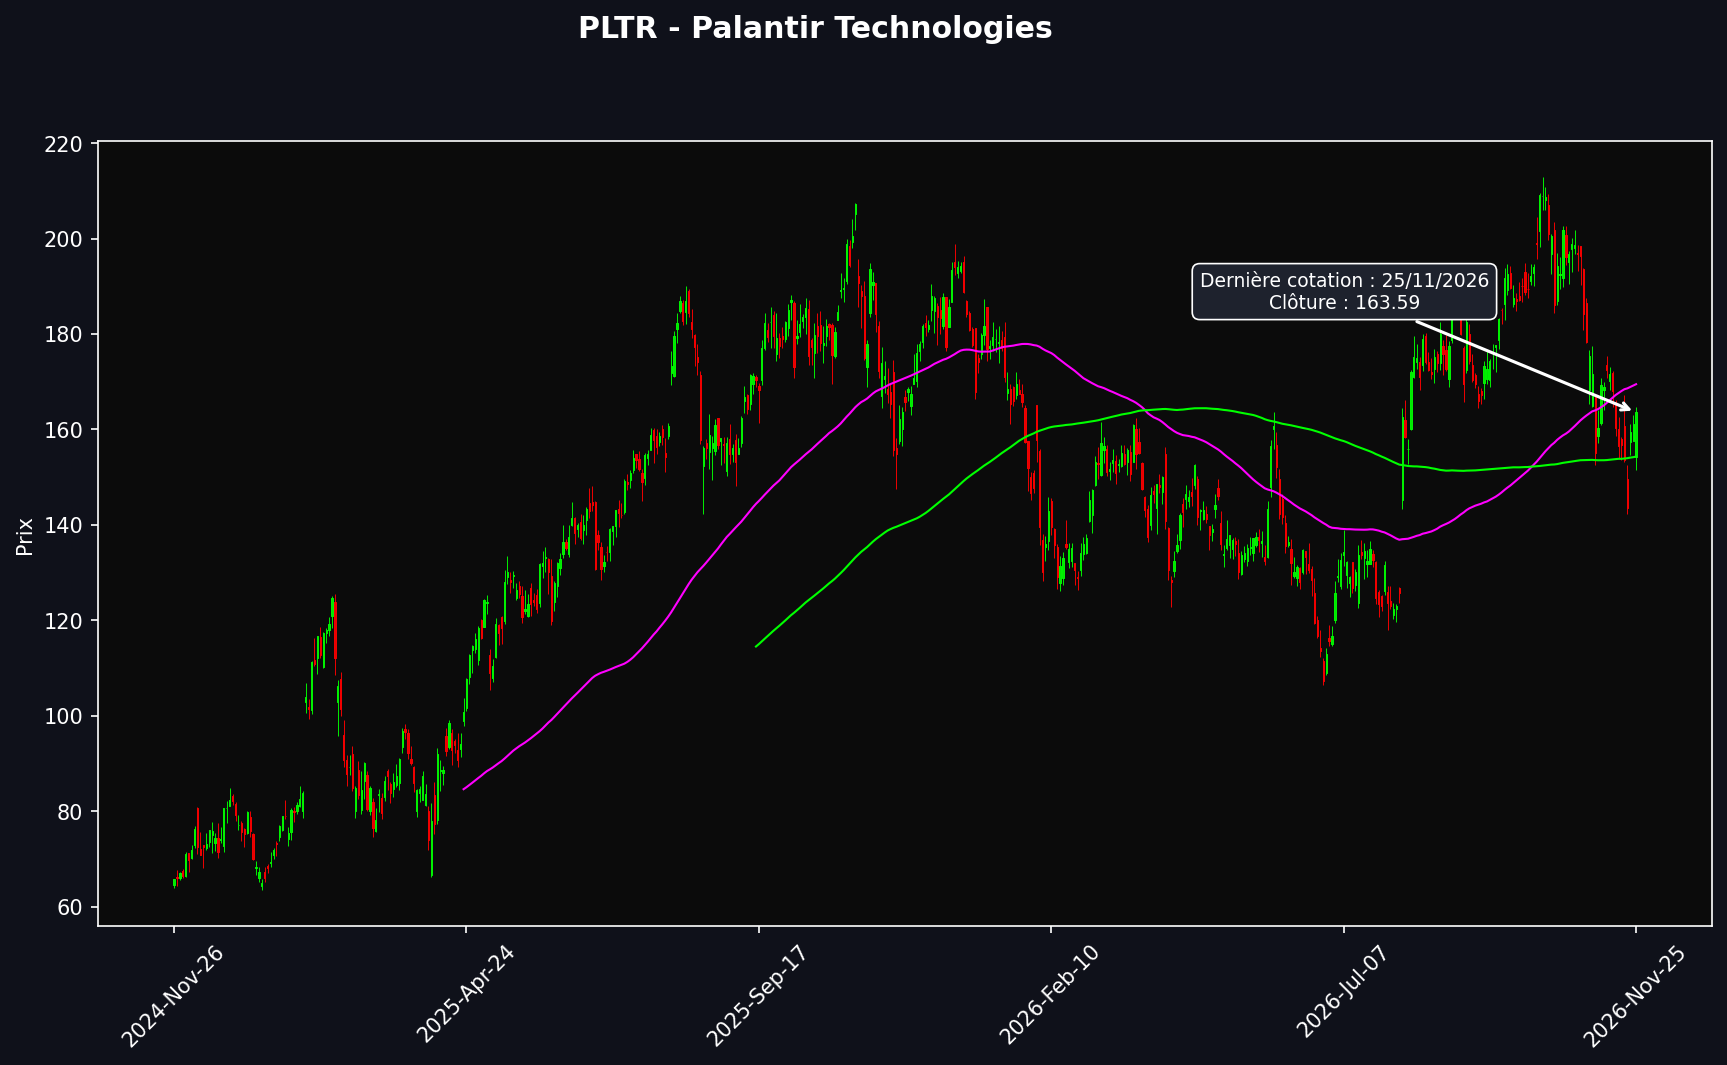 PLTR - Palantir Technologies
220
200
180
160
140
120
100
80
60
Prix
Dernière cotation : 25/11/2026
Clôture : 163.59
2024-Nov-26
2025-Apr-24
2025-Sep-17
2026-Feb-10
2026-Jul-07
2026-Nov-25